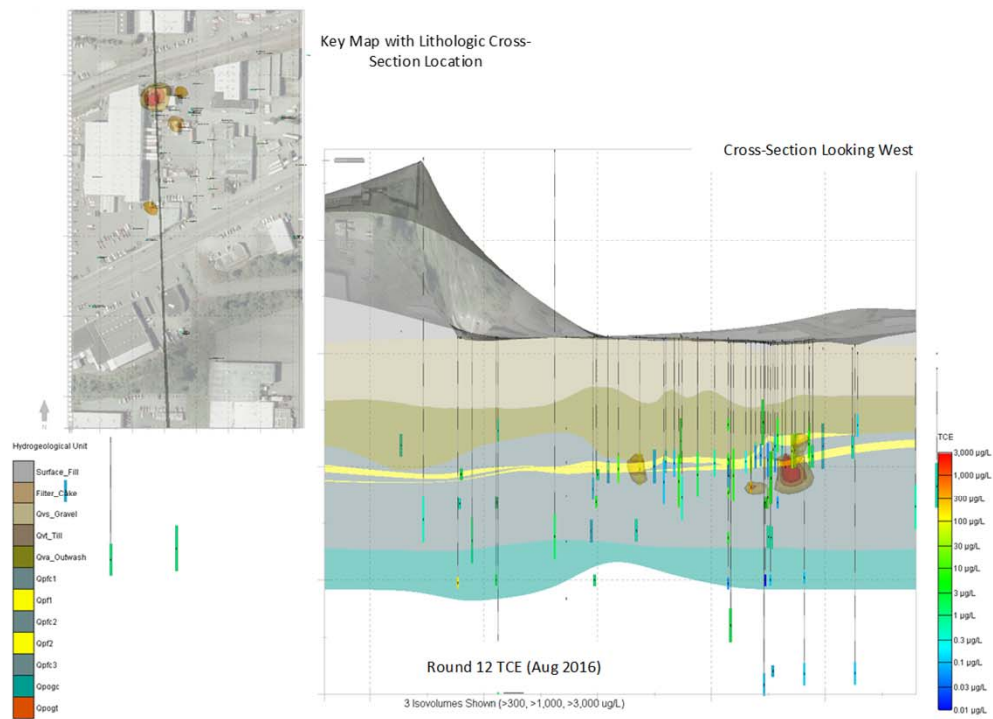 Key Map with Lithologic Cross-
Section Location
Cross-Section Looking West
N
Hydrogeological Unit
Surface_Fill
Filter_Cake
Qvs_Gravel
Qvt_Till
Qva_Outwash
Qpfc1
Qpf1
Qpfc2
Qpf2
Qpfc3
Qpogc
Qpogt
TCE
3,000 µg/L
1,000 µg/L
300 µg/L
100 µg/L
30 µg/L
10 µg/L
3 µg/L
1 µg/L
0.3 µg/L
0.1 µg/L
0.03 µg/L
0.01 µg/L
Round 12 TCE (Aug 2016)
3 Isovolumes Shown (>300, >1,000, >3,000 ug/L)